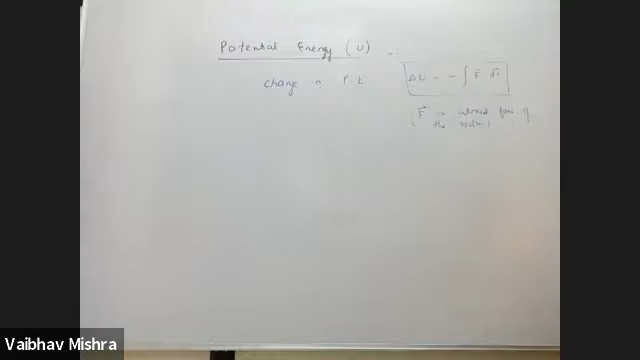 Potential Energy (U)
change in P.E
ΔU = - ∫ F⃗ dr⃗
F⃗ → internal force of
the system
Vaibhav Mishra